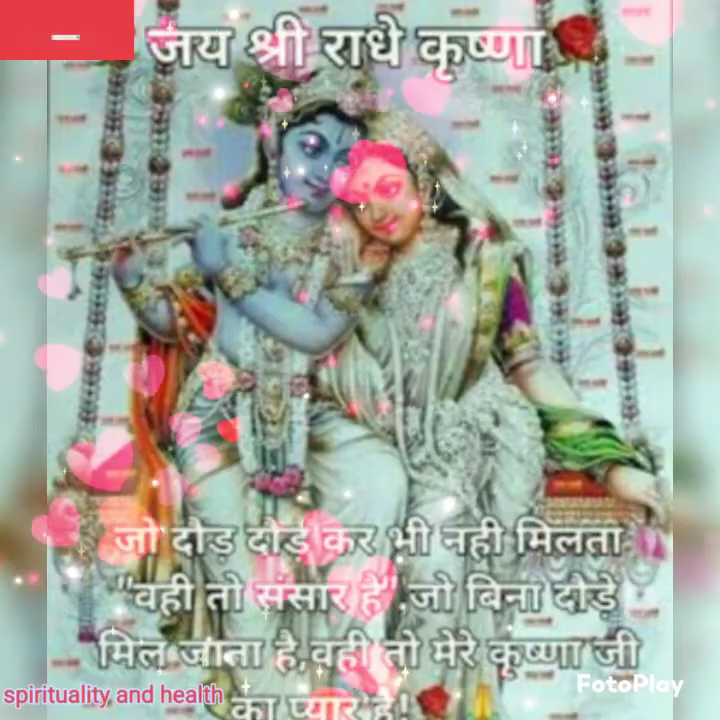 जय श्री राधे कृष्णा
जो दौड़ दौड़ कर भी नही मिलता
"वही तो संसार है",जो बिना दौड़े
मिल जाता है,वही तो मेरे कृष्णा जी
का प्यार है!
spirituality and health
FotoPlay